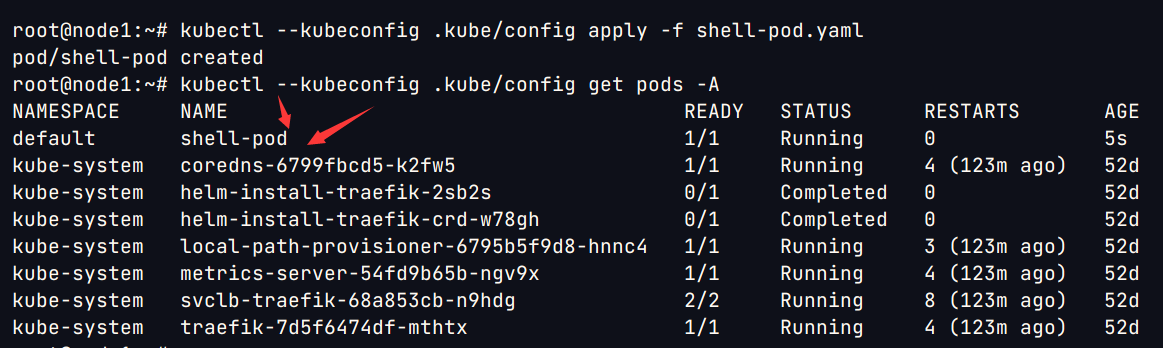 root@node1:~# kubectl --kubeconfig .kube/config apply -f shell-pod.yaml
pod/shell-pod created
root@node1:~# kubectl --kubeconfig .kube/config get pods -A
NAMESPACE NAME READY STATUS RESTARTS AGE
default shell-pod 1/1 Running 0 5s
kube-system coredns-6799fbcd5-k2fw5 1/1 Running 4 (123m ago) 52d
kube-system helm-install-traefik-2sb2s 0/1 Completed 0 52d
kube-system helm-install-traefik-crd-w78gh 0/1 Completed 0 52d
kube-system local-path-provisioner-6795b5f9d8-hnnc4 1/1 Running 3 (123m ago) 52d
kube-system metrics-server-54fd9b65b-ngv9x 1/1 Running 4 (123m ago) 52d
kube-system svclb-traefik-68a853cb-n9hdg 2/2 Running 8 (123m ago) 52d
kube-system traefik-7d5f6474df-mthtx 1/1 Running 4 (123m ago) 52d